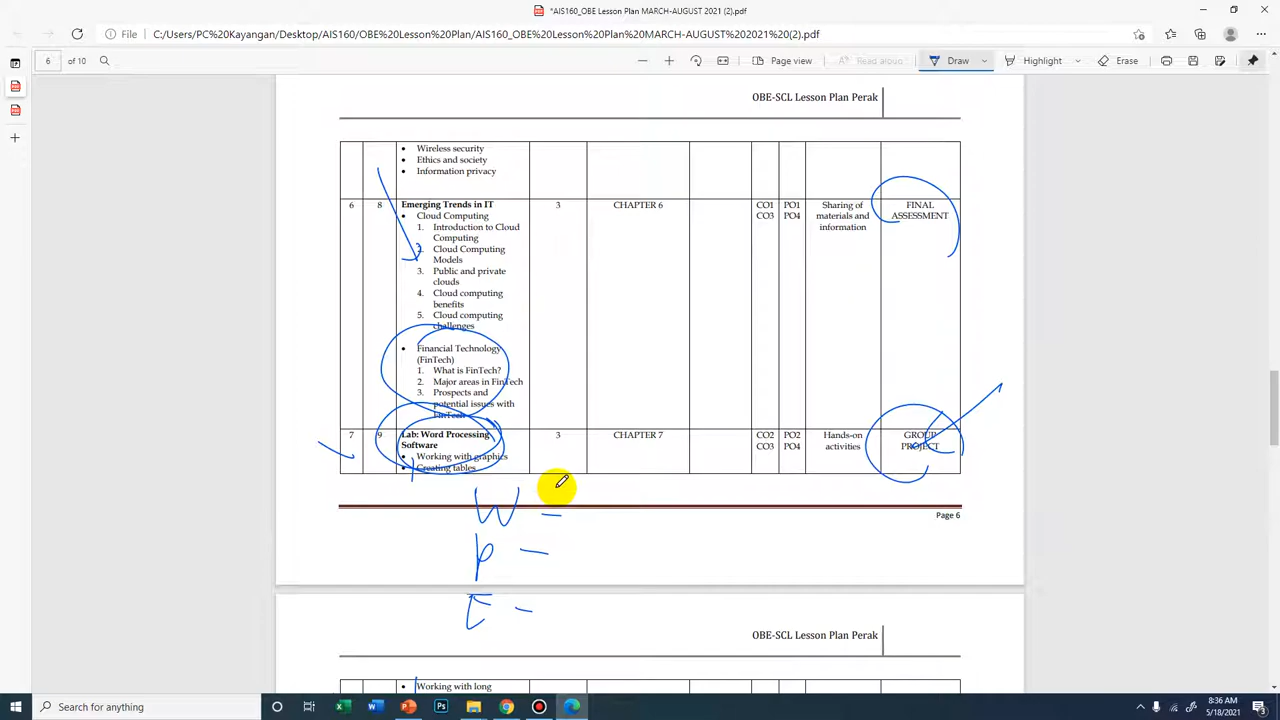 *AIS160_OBE Lesson Plan MARCH-AUGUST 2021 (2).pdf
File
C:/Users/PC%20Kayangan/Desktop/AIS160/OBE%20Lesson%20Plan/AIS160_OBE%20Lesson%20Plan%20MARCH-AUGUST%202021%20(2).pdf
6 of 10
Page view
Read aloud
Draw
Highlight
Erase
OBE-SCL Lesson Plan Perak
• Wireless security
• Ethics and society
• Information privacy
6 8 Emerging Trends in IT 3 CHAPTER 6 CO1 PO1 Sharing of FINAL
• Cloud Computing CO3 PO4 materials and ASSESSMENT
1. Introduction to Cloud information
Computing
2. Cloud Computing
Models
3. Public and private
clouds
4. Cloud computing
benefits
5. Cloud computing
challenges
• Financial Technology
(FinTech)
1. What is FinTech?
2. Major areas in FinTech
3. Prospects and
potential issues with
FinTech
7 9 Lab: Word Processing 3 CHAPTER 7 CO2 PO2 Hands-on GROUP
Software CO3 PO4 activities PROJECT
• Working with graphics
• Creating tables
W -
P -
E -
Page 6
OBE-SCL Lesson Plan Perak
• Working with long
Search for anything
8:36 AM
5/18/2021
3